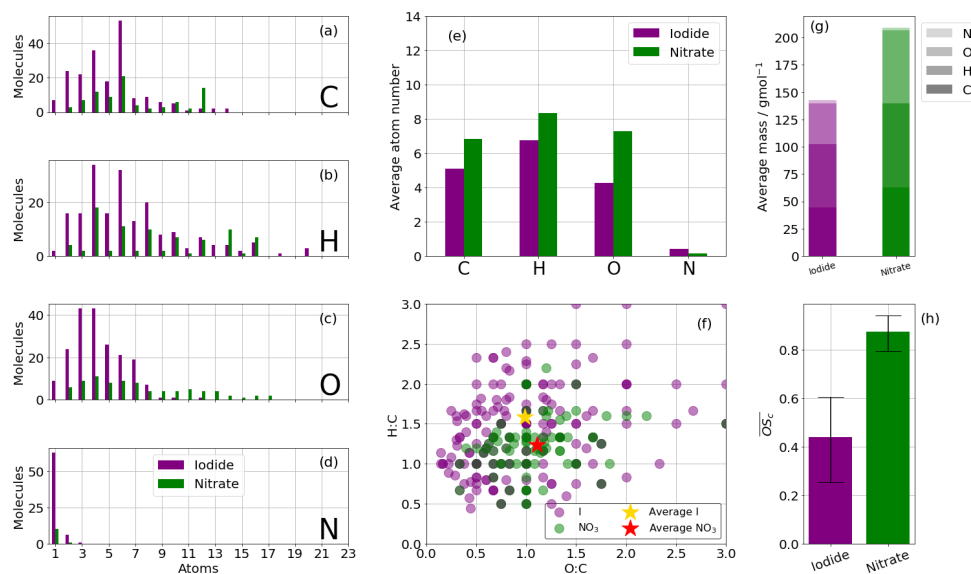 (a)
Molecules
40
20
0
C
(b)
Molecules
20
0
H
(c)
Molecules
40
20
0
O
(d)
Molecules
50
25
0
Iodide
Nitrate
N
1 3 5 7 9 11 13 15 17 19 21 23
Atoms
(e)
Average atom number
14
12
10
8
6
4
2
0
Iodide
Nitrate
C H O N
(f)
H:C
3.0
2.5
2.0
1.5
1.0
0.5
0.0
I
NO3
Average I
Average NO3
0.0 0.5 1.0 1.5 2.0 2.5 3.0
O:C
(g)
Average mass / gmol−1
200
175
150
125
100
75
50
25
0
Iodide Nitrate
N
O
H
C
(h)
OSc
0.8
0.6
0.4
0.2
0.0
Iodide Nitrate